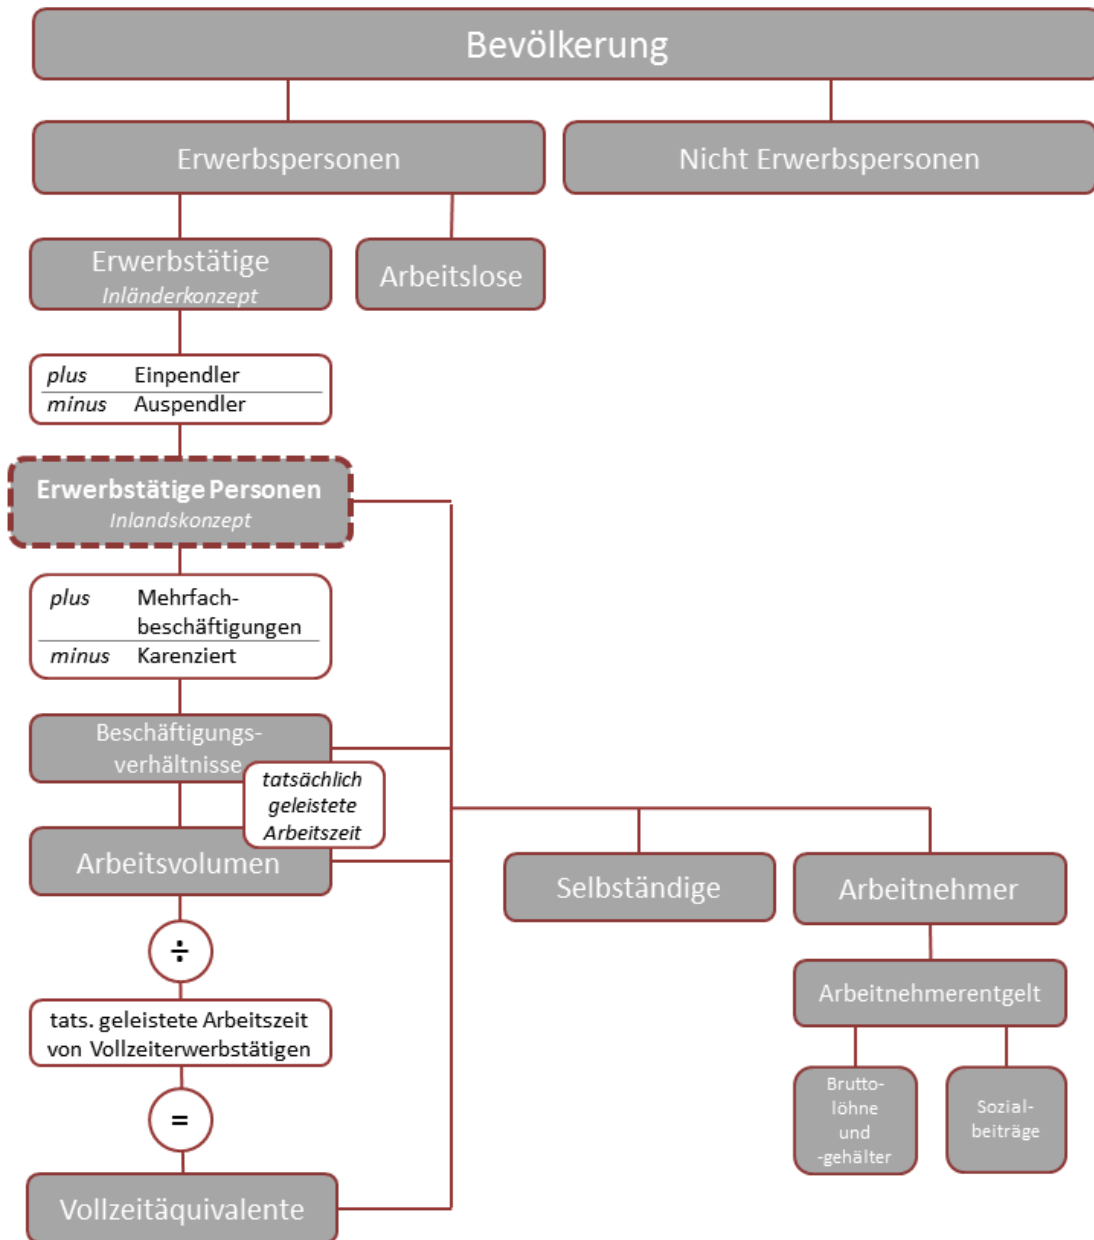 Bevölkerung
Erwerbspersonen
Nicht Erwerbspersonen
Erwerbstätige
Inländerkonzept
Arbeitslose
plus Einpendler
minus Auspendler
Erwerbstätige Personen
Inlandskonzept
plus Mehrfach-
beschäftigungen
minus Karenziert
Beschäftigungs-
verhältnisse
tatsächlich
geleistete
Arbeitszeit
Arbeitsvolumen
Selbständige
Arbeitnehmer
÷
Arbeitnehmerentgelt
tats. geleistete Arbeitszeit
von Vollzeiterwerbstätigen
Brutto-
löhne
und
-gehälter
Sozial-
beiträge
=
Vollzeitäquivalente